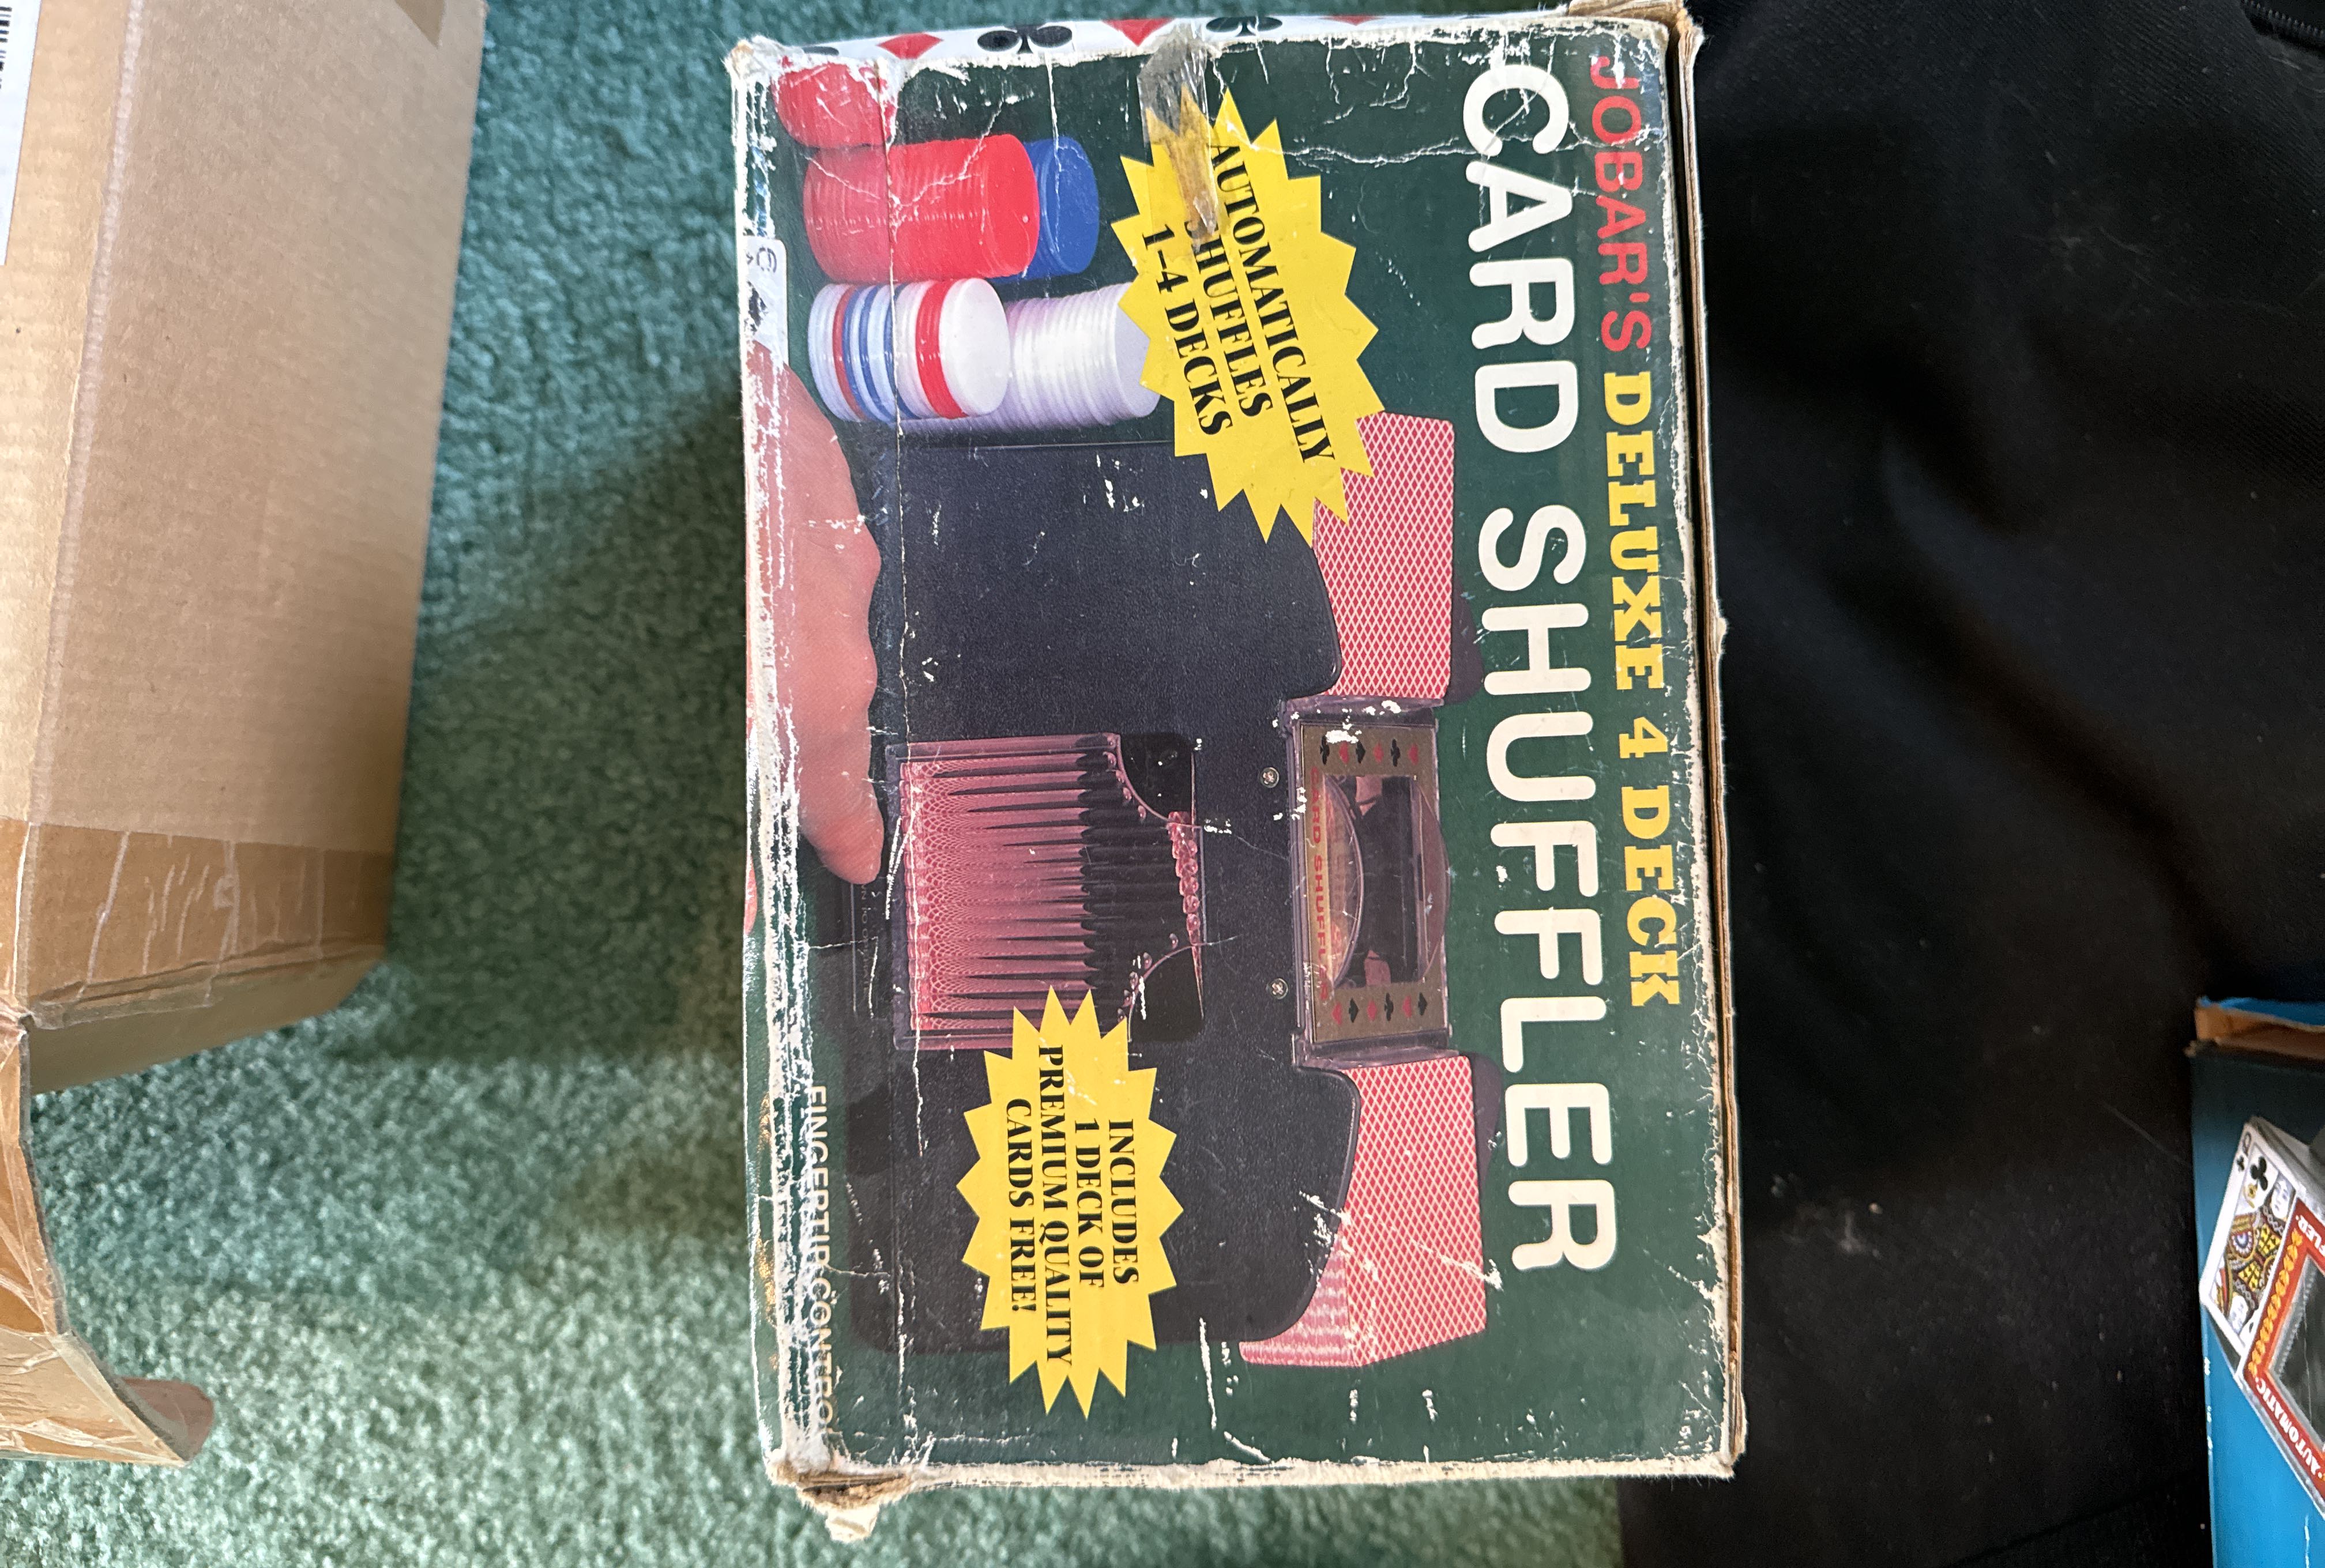 JOBAR'S DELUXE 4 DECK
CARD SHUFFLER
AUTOMATICALLY
SHUFFLES
1-4 DECKS
CARD SHUFFLER
INCLUDES
1 DECK OF
PREMIUM QUALITY
CARDS FREE!
FINGERTIP CONTROL
AUTOMATIC